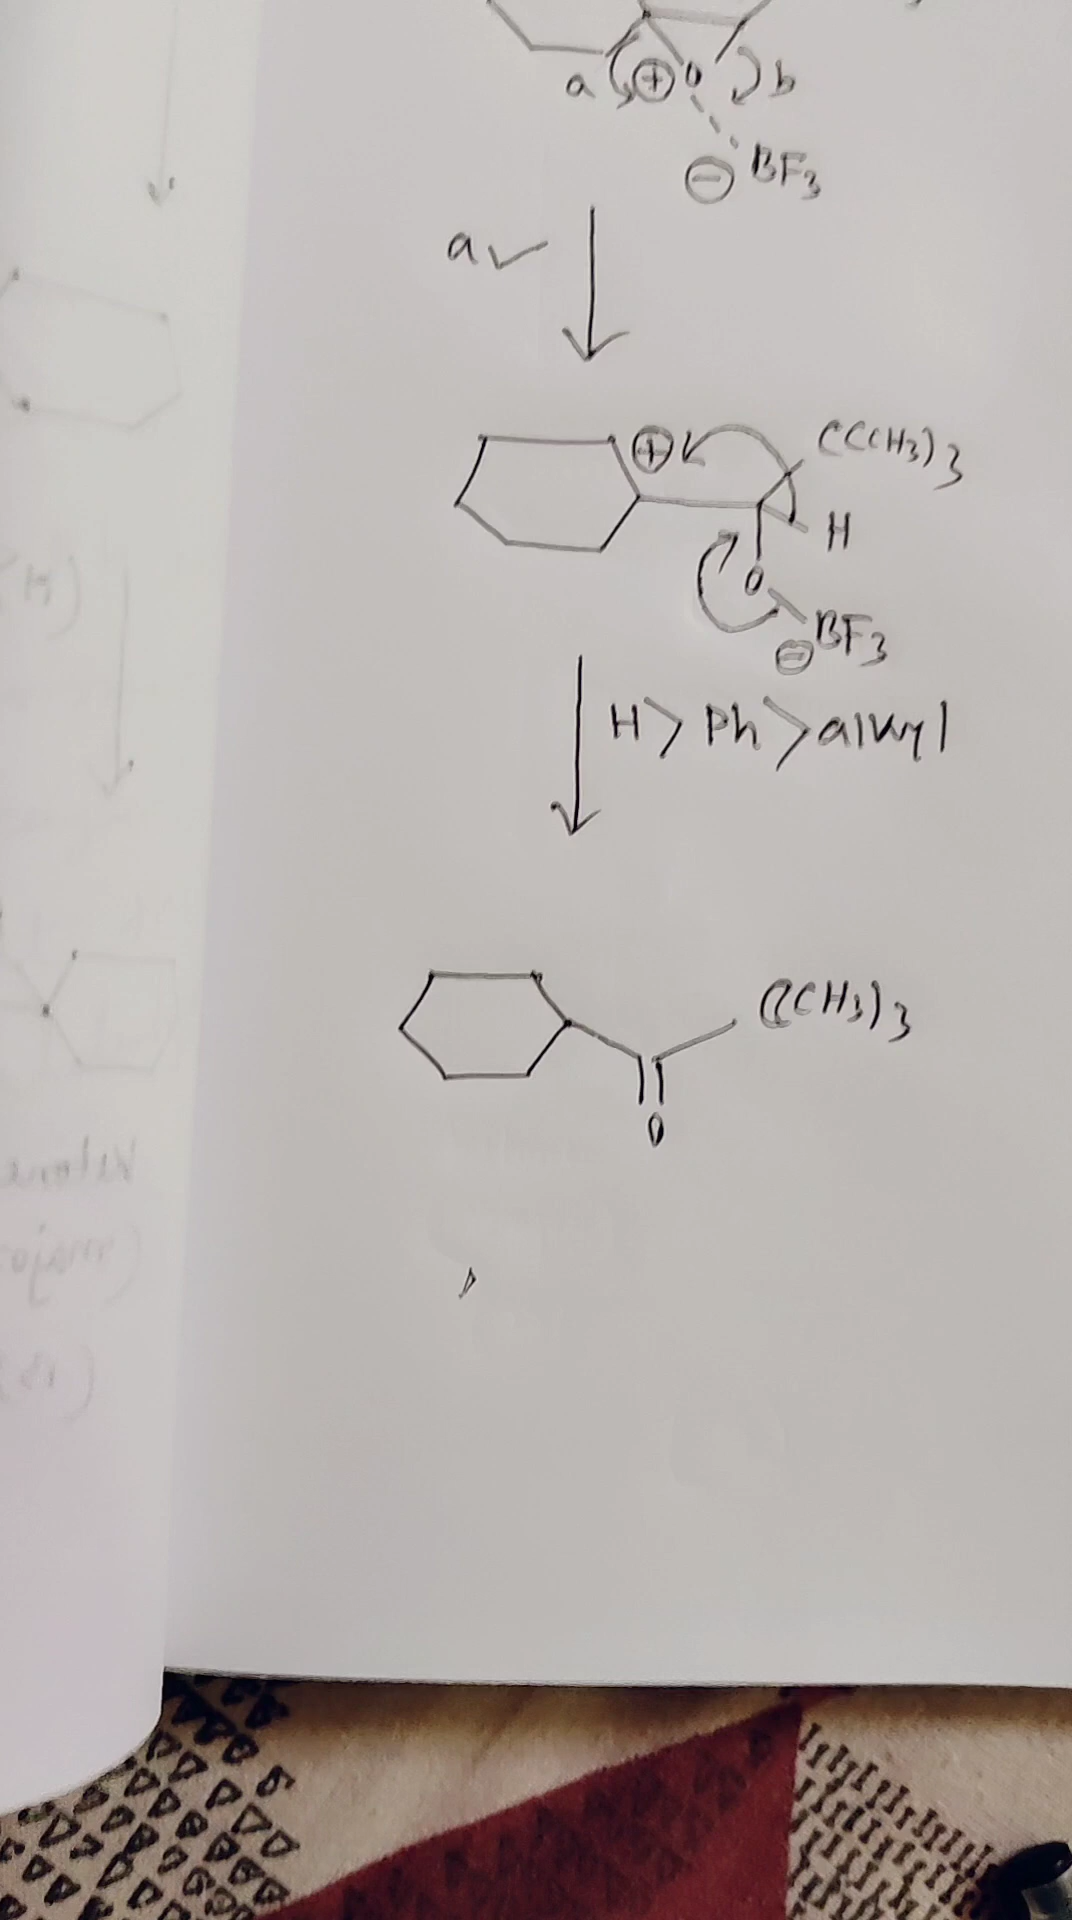 a ⊕ O b
⊖ BF3
a✓
⊕ C(CH3)3
H
O
⊖ BF3
H > Ph > alkyl
C(CH3)3
O